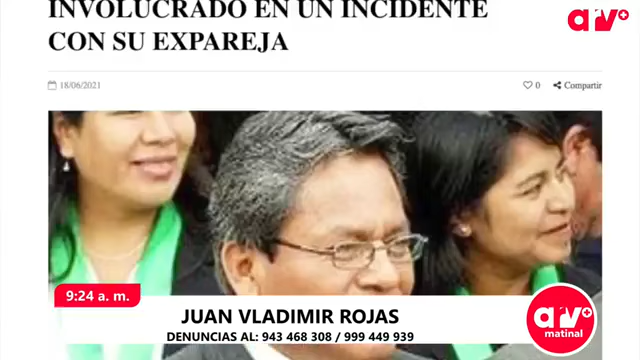 INVOLUCRADO EN UN INCIDENTE
CON SU EXPAREJA
aTV+
18/06/2021
0
Compartir
9:24 a. m.
JUAN VLADIMIR ROJAS
DENUNCIAS AL: 943 468 308 / 999 449 939
aTV+
matinal